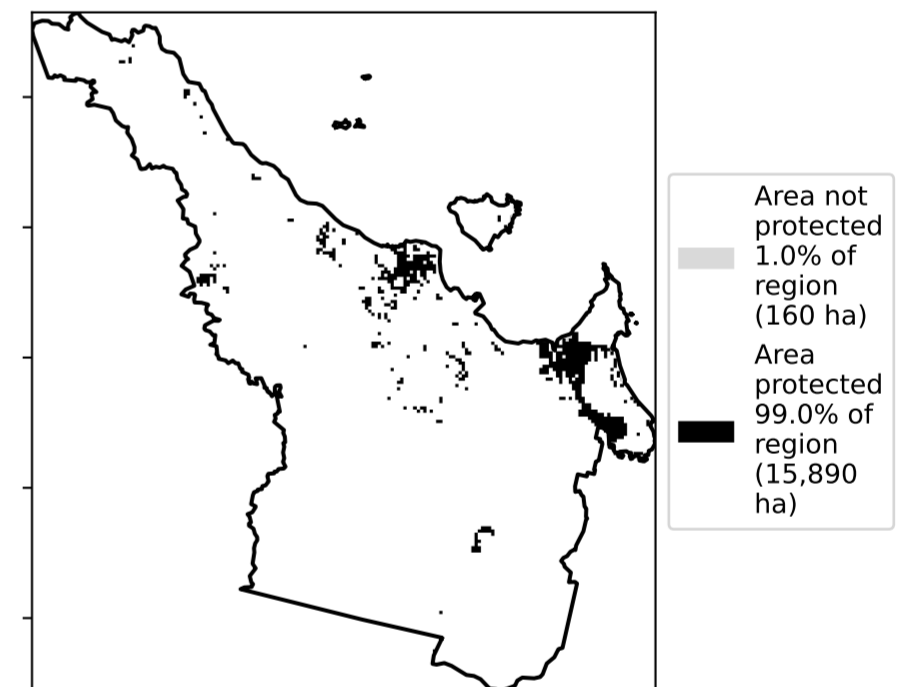 Area not
protected
1.0% of
region
(160 ha)
Area
protected
99.0% of
region
(15,890
ha)